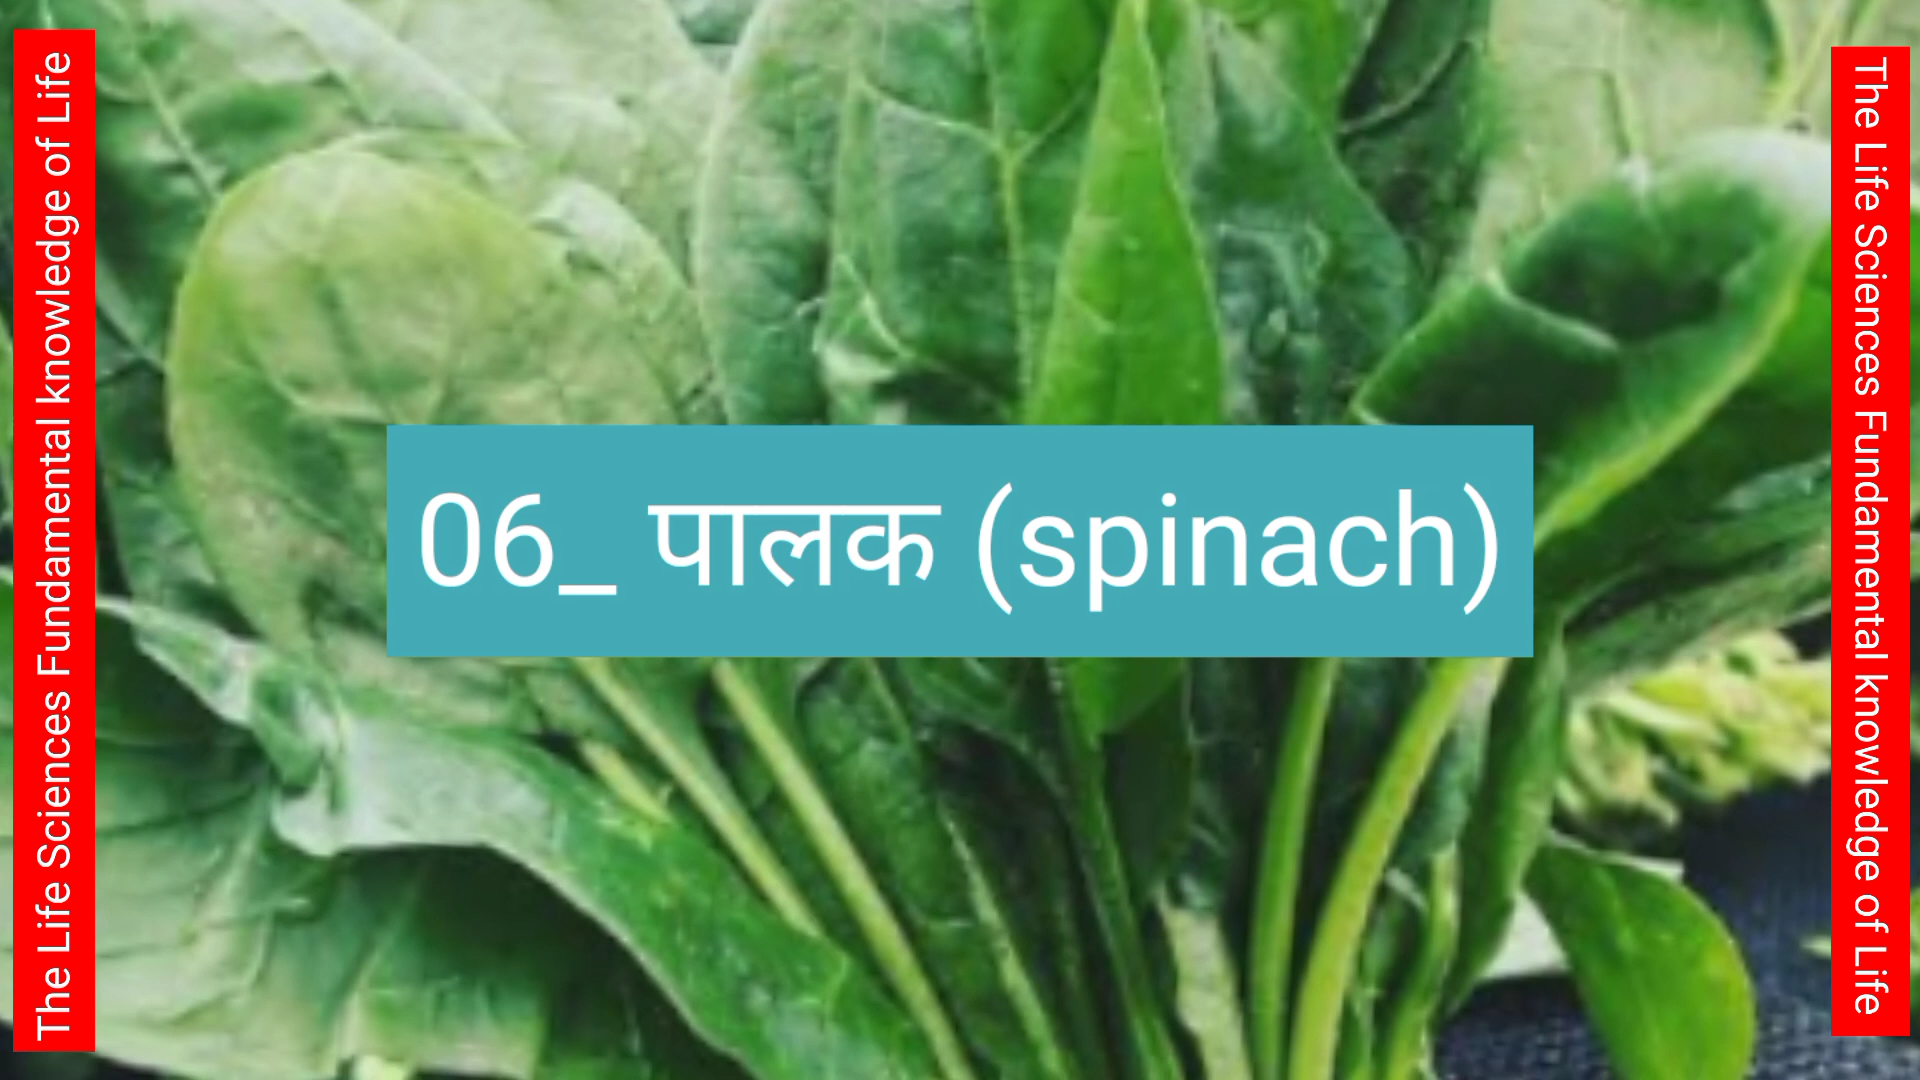 The Life Sciences Fundamental knowledge of Life
06_ पालक (spinach)
The Life Sciences Fundamental knowledge of Life